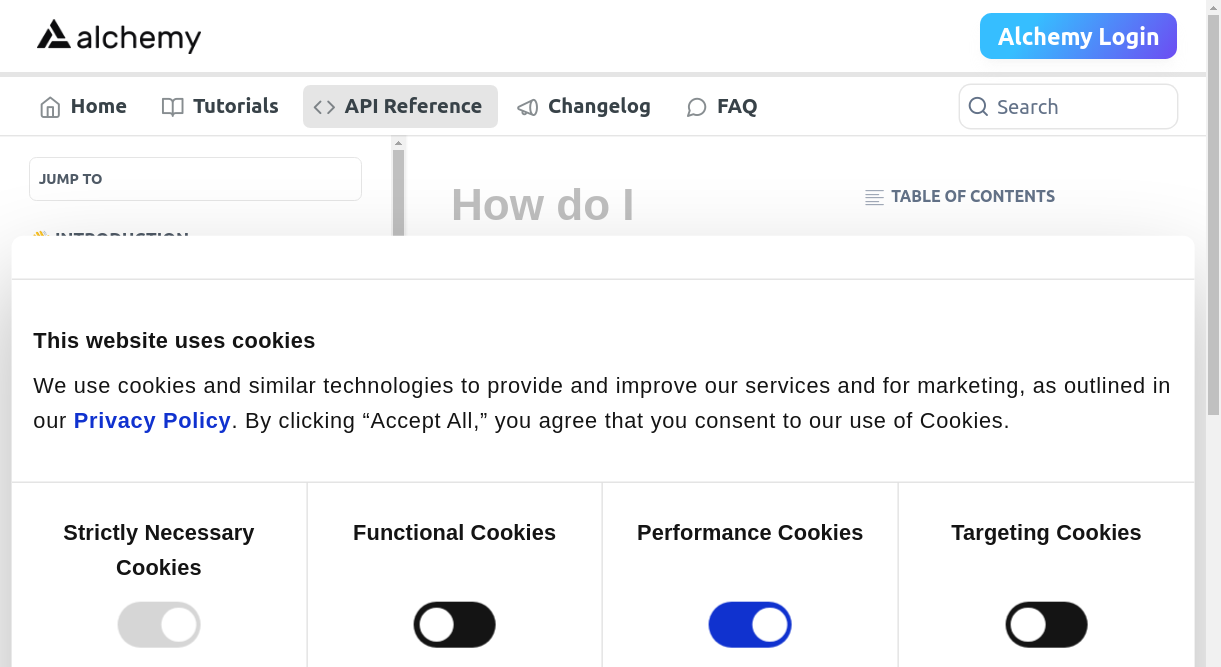 alchemy
Alchemy Login
Home
Tutorials
API Reference
Changelog
FAQ
Search
JUMP TO
How do I
TABLE OF CONTENTS
INTRODUCTION
This website uses cookies
We use cookies and similar technologies to provide and improve our services and for marketing, as outlined in
our Privacy Policy. By clicking “Accept All,” you agree that you consent to our use of Cookies.
Strictly Necessary
Cookies
Functional Cookies
Performance Cookies
Targeting Cookies